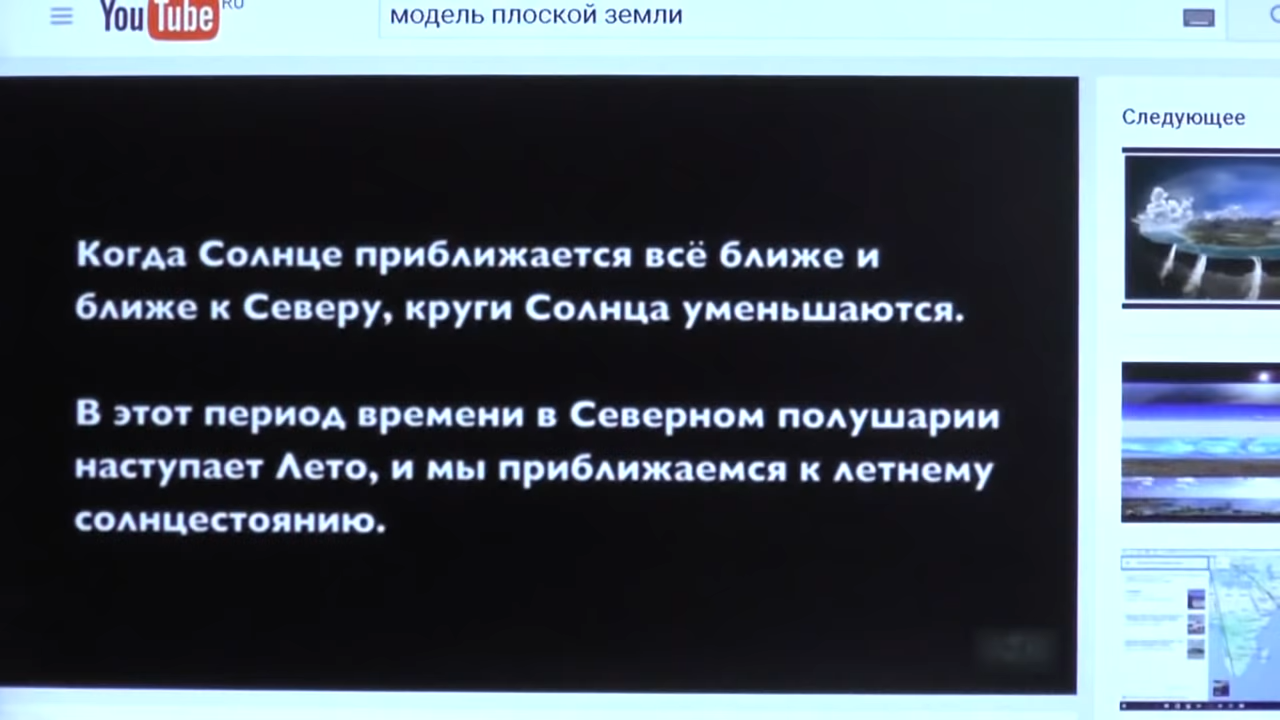 YouTube RU
модель плоской земли
Следующее
Когда Солнце приближается всё ближе и
ближе к Северу, круги Солнца уменьшаются.
В этот период времени в Северном полушарии
наступает Лето, и мы приближаемся к летнему
солнцестоянию.